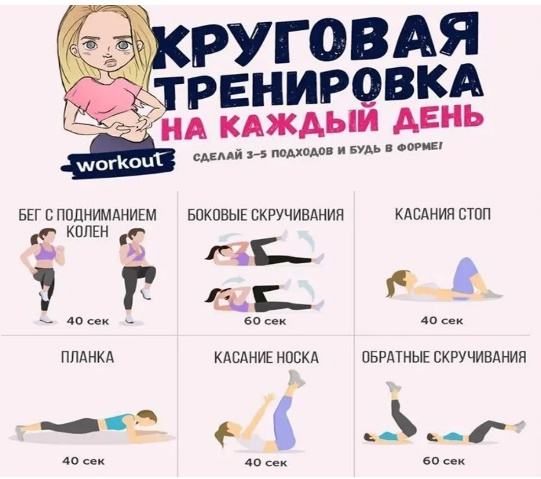 КРУГОВАЯ
ТРЕНИРОВКА
НА КАЖДЫЙ ДЕНЬ
workout
СДЕЛАЙ 3-5 ПОДХОДОВ И БУДЬ В ФОРМЕ!
БЕГ С ПОДНИМАНИЕМ
КОЛЕН
40 сек
БОКОВЫЕ СКРУЧИВАНИЯ
60 сек
КАСАНИЯ СТОП
40 сек
ПЛАНКА
40 сек
КАСАНИЕ НОСКА
40 сек
ОБРАТНЫЕ СКРУЧИВАНИЯ
60 сек